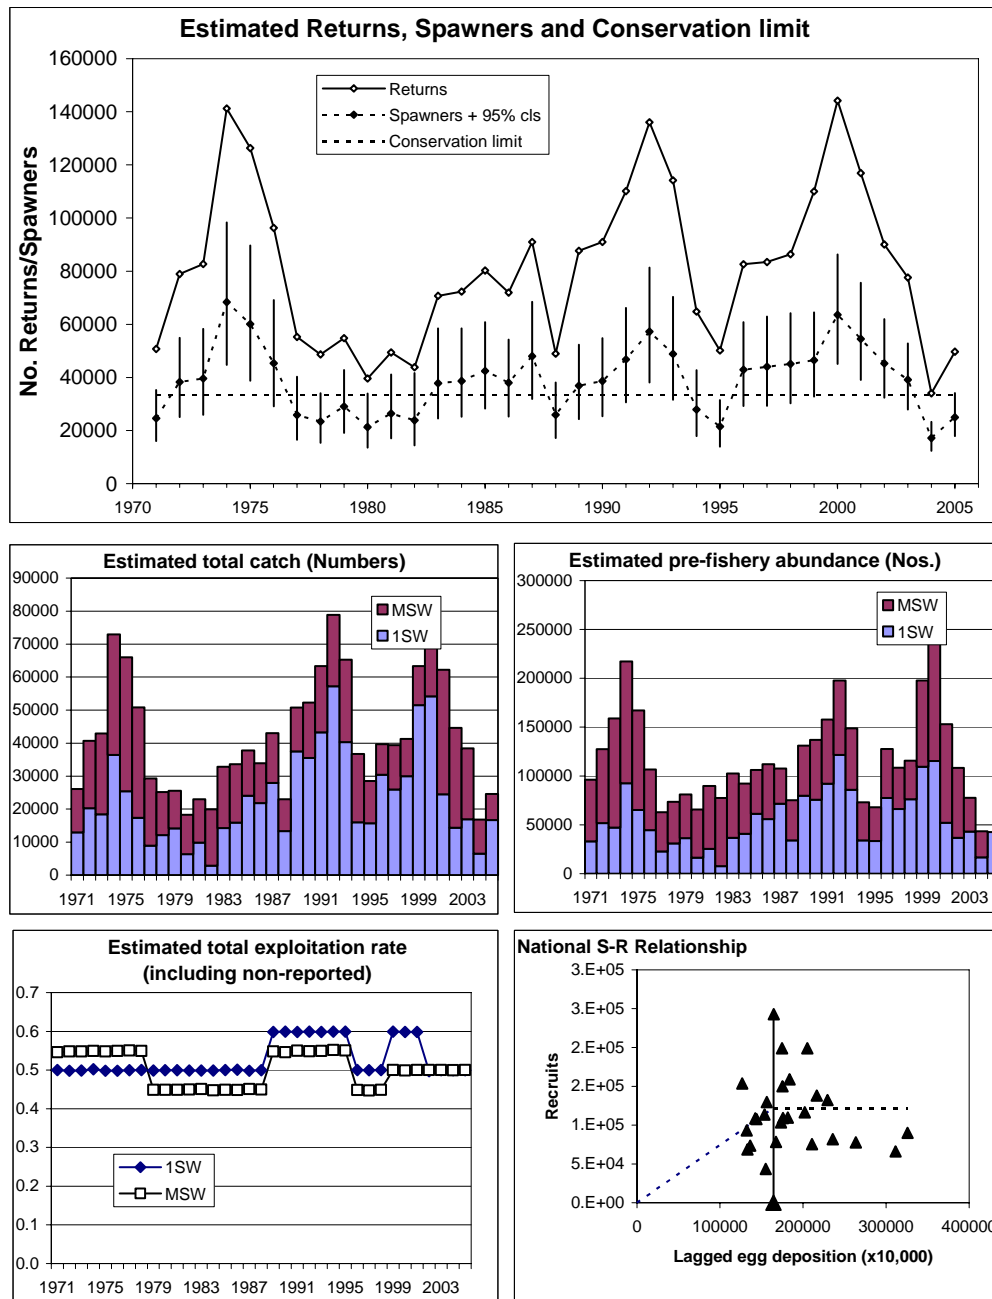 Estimated Returns, Spawners and Conservation limit
No. Returns/Spawners
160000
140000
120000
100000
80000
60000
40000
20000
0
Returns
Spawners + 95% cls
Conservation limit
1970 1975 1980 1985 1990 1995 2000 2005
Estimated total catch (Numbers)
90000
80000
70000
60000
50000
40000
30000
20000
10000
0
MSW
1SW
1971 1975 1979 1983 1987 1991 1995 1999 2003
Estimated pre-fishery abundance (Nos.)
300000
250000
200000
150000
100000
50000
0
MSW
1SW
1971 1975 1979 1983 1987 1991 1995 1999 2003
Estimated total exploitation rate
(including non-reported)
0.7
0.6
0.5
0.4
0.3
0.2
0.1
0.0
1SW
MSW
1971 1975 1979 1983 1987 1991 1995 1999 2003
National S-R Relationship
Recruits
3.E+05
3.E+05
2.E+05
2.E+05
1.E+05
5.E+04
0.E+00
0 100000 200000 300000 400000
Lagged egg deposition (x10,000)